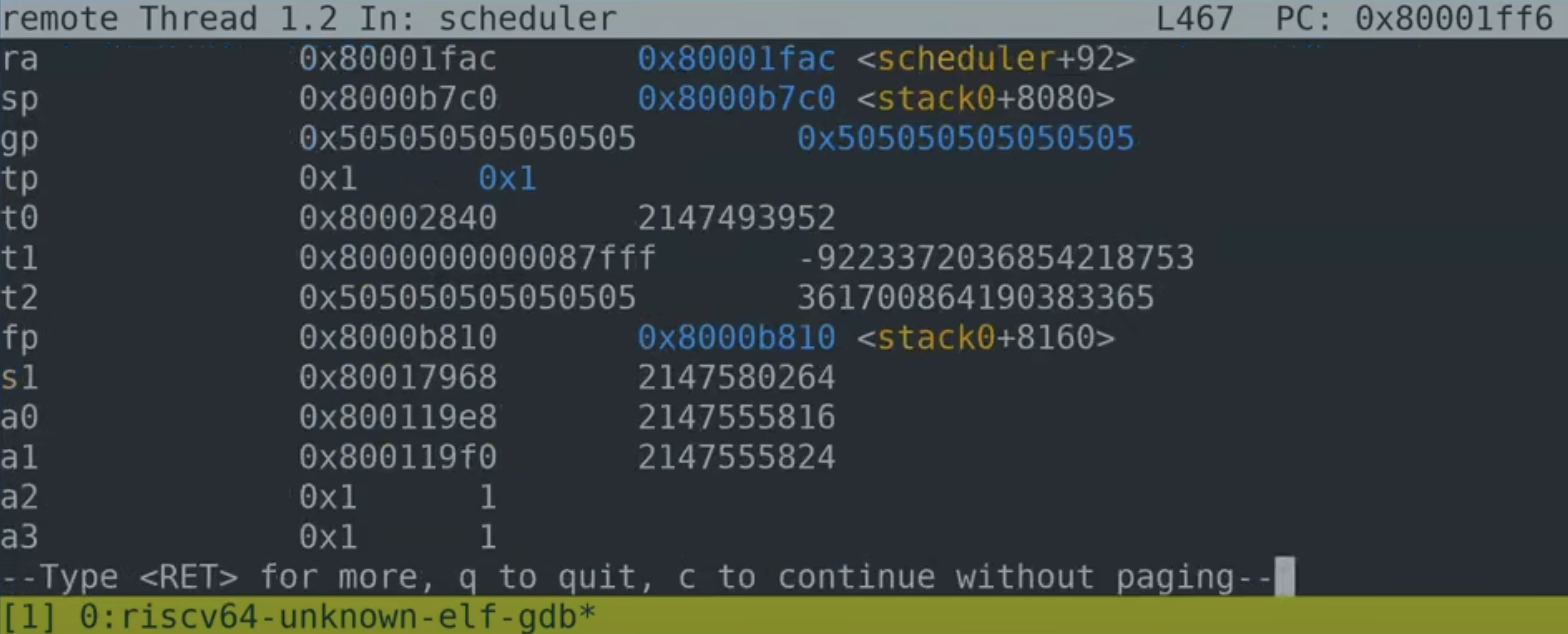 remote Thread 1.2 In: scheduler L467 PC: 0x80001ff6
ra 0x80001fac 0x80001fac <scheduler+92>
sp 0x8000b7c0 0x8000b7c0 <stack0+8080>
gp 0x505050505050505 0x505050505050505
tp 0x1 0x1
t0 0x80002840 2147493952
t1 0x8000000000087fff -9223372036854218753
t2 0x505050505050505 361700864190383365
fp 0x8000b810 0x8000b810 <stack0+8160>
s1 0x80017968 2147580264
a0 0x800119e8 2147555816
a1 0x800119f0 2147555824
a2 0x1 1
a3 0x1 1
--Type <RET> for more, q to quit, c to continue without paging--
[1] 0:riscv64-unknown-elf-gdb*